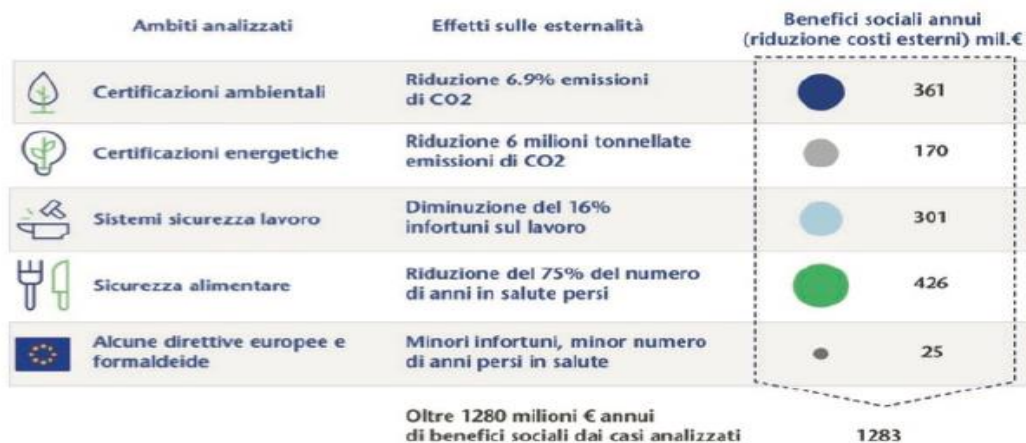 Ambiti analizzati
Effetti sulle esternalità
Benefici sociali annui
(riduzione costi esterni) mil.€
Certificazioni ambientali
Riduzione 6.9% emissioni
di CO2
361
Certificazioni energetiche
Riduzione 6 milioni tonnellate
emissioni di CO2
170
Sistemi sicurezza lavoro
Diminuzione del 16%
infortuni sul lavoro
301
Sicurezza alimentare
Riduzione del 75% del numero
di anni in salute persi
426
Alcune direttive europee e
formaldeide
Minori infortuni, minor numero
di anni persi in salute
25
Oltre 1280 milioni € annui
di benefici sociali dai casi analizzati
1283